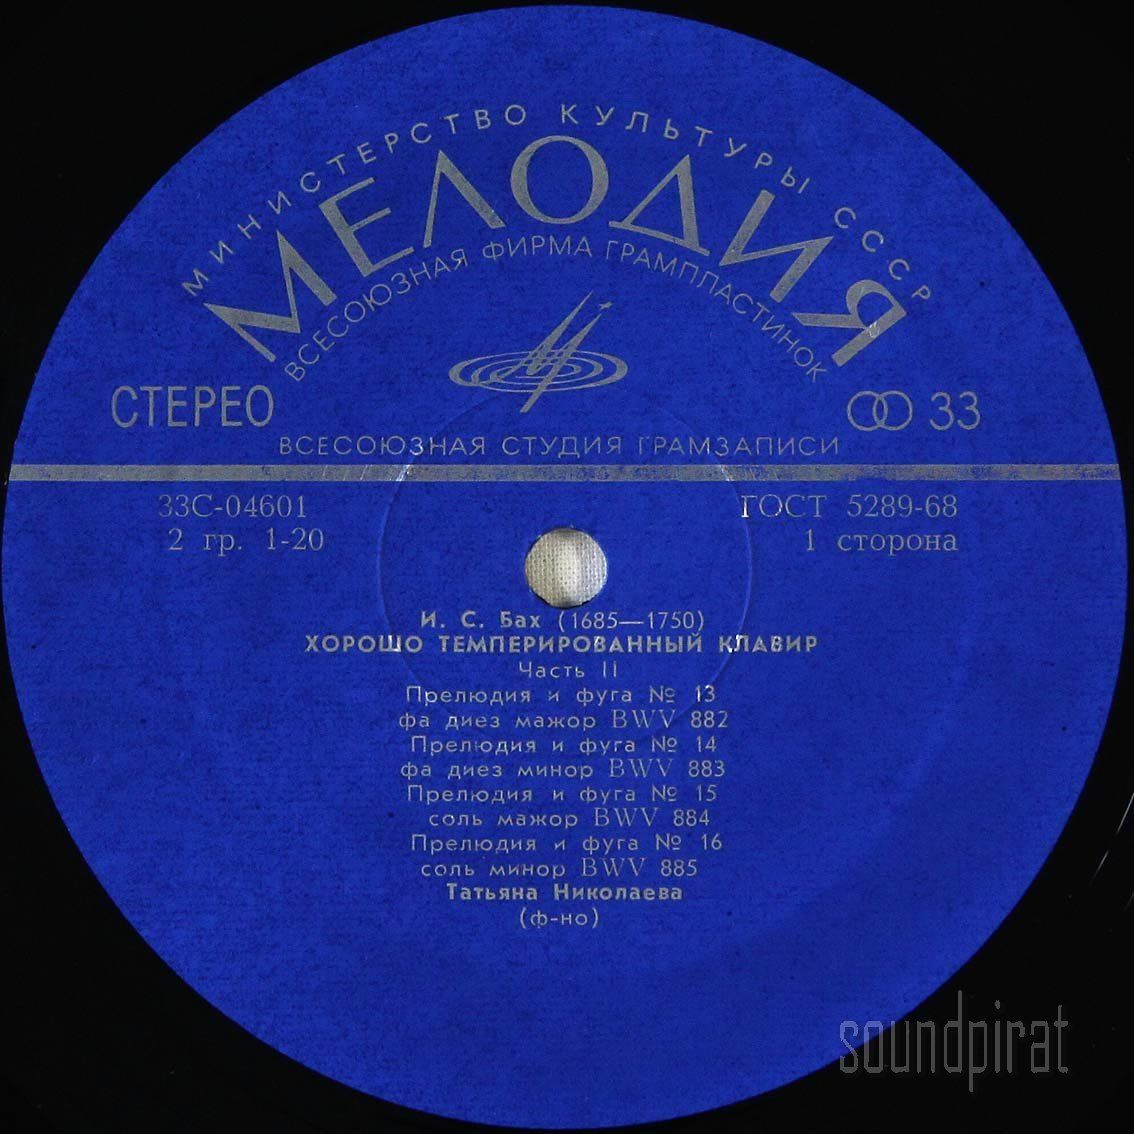 МИНИСТЕРСТВО КУЛЬТУРЫ СССР
МЕЛОДИЯ
ВСЕСОЮЗНАЯ ФИРМА ГРАМПЛАСТИНОК
СТЕРЕО
33
ВСЕСОЮЗНАЯ СТУДИЯ ГРАМЗАПИСИ
33С-04601
ГОСТ 5289-68
2 гр. 1-20
1 сторона
И. С. Бах (1685—1750)
ХОРОШО ТЕМПЕРИРОВАННЫЙ КЛАВИР
Часть II
Прелюдия и фуга № 13
фа диез мажор BWV 882
Прелюдия и фуга № 14
фа диез минор BWV 883
Прелюдия и фуга № 15
соль мажор BWV 884
Прелюдия и фуга № 16
соль минор BWV 885
Татьяна Николаева
(ф-но)
soundpirat